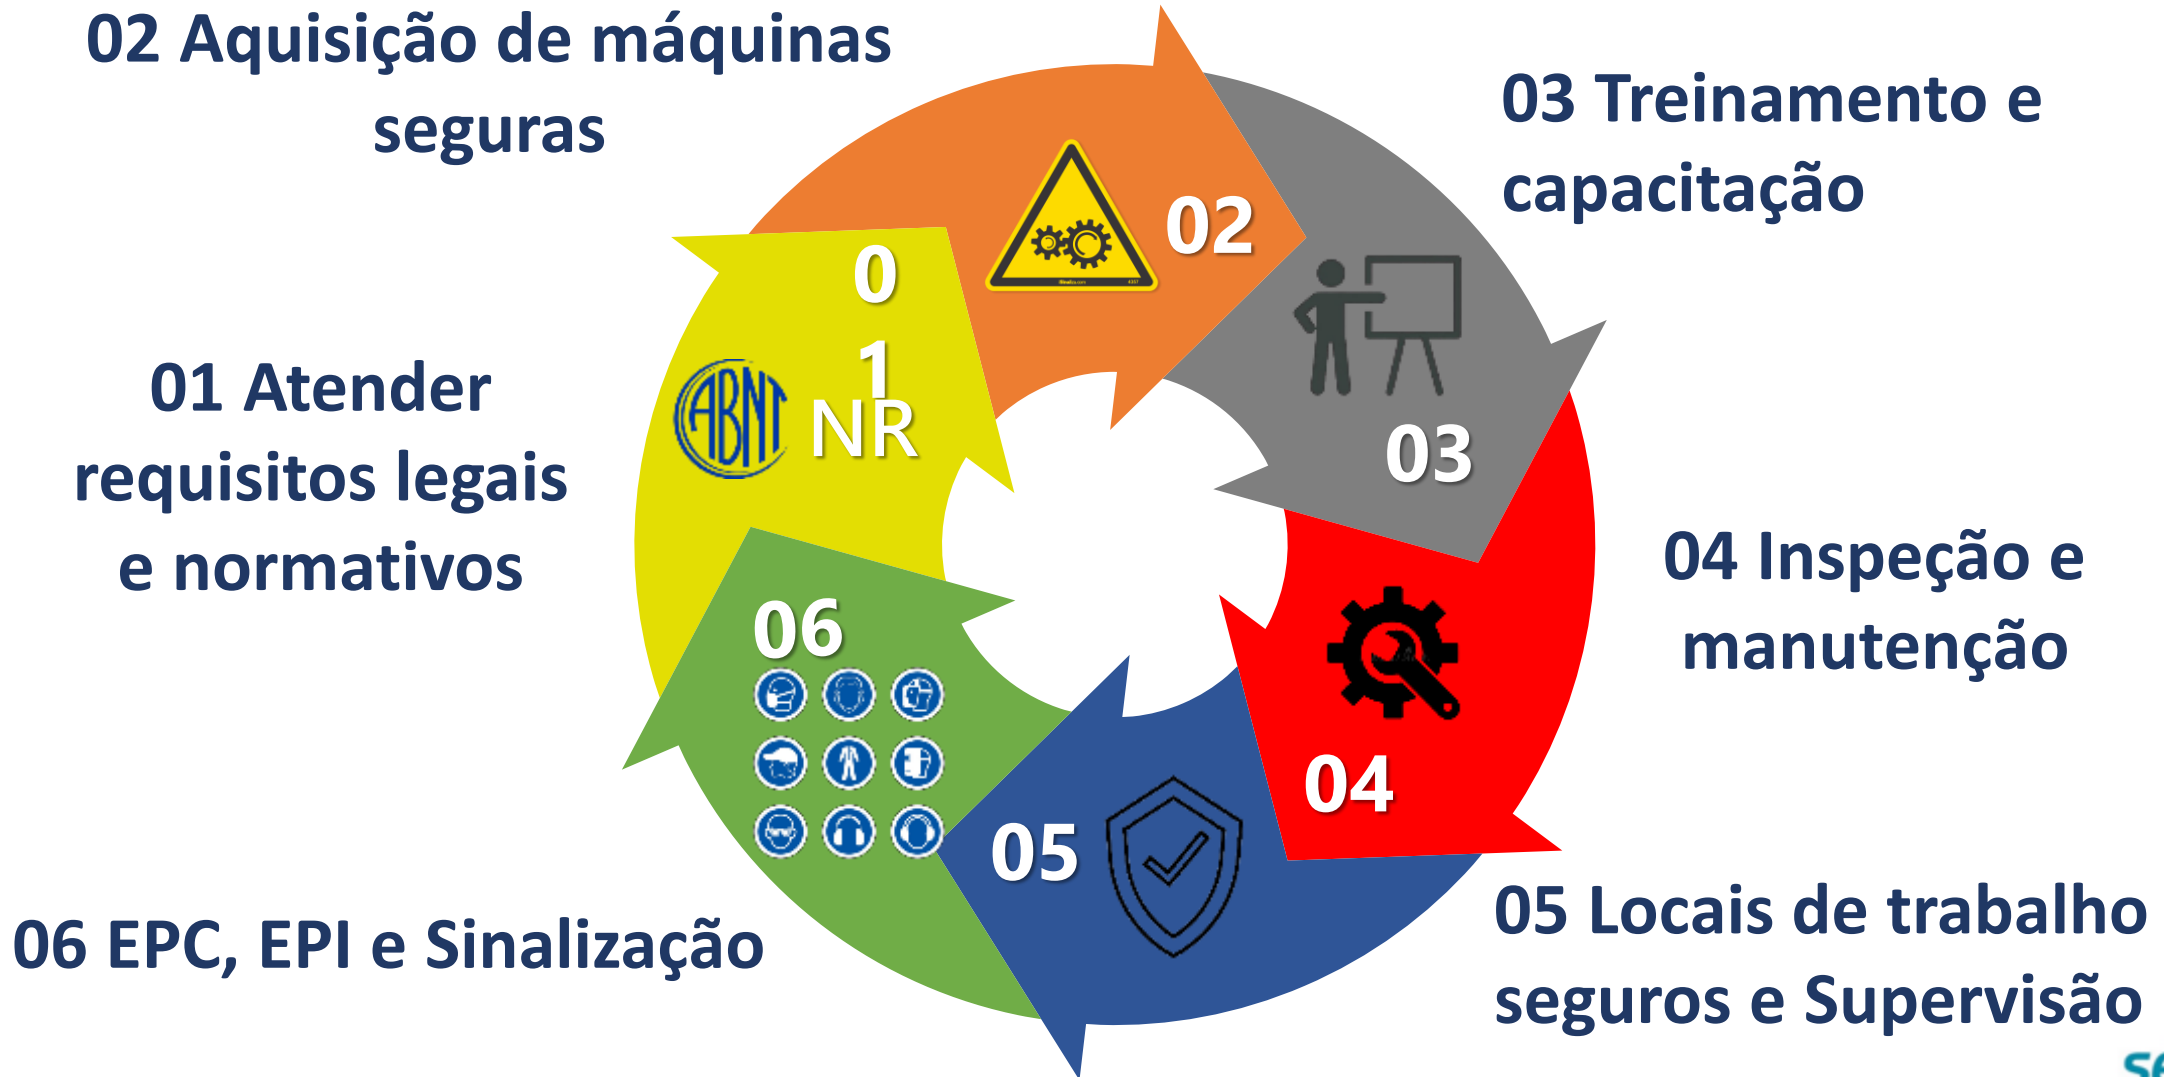 02 Aquisição de máquinas
seguras
03 Treinamento e
capacitação
01 Atender
requisitos legais
e normativos
04 Inspeção e
manutenção
05 Locais de trabalho
seguros e Supervisão
06 EPC, EPI e Sinalização
0
1
ABNT
NR
02
03
04
05
06